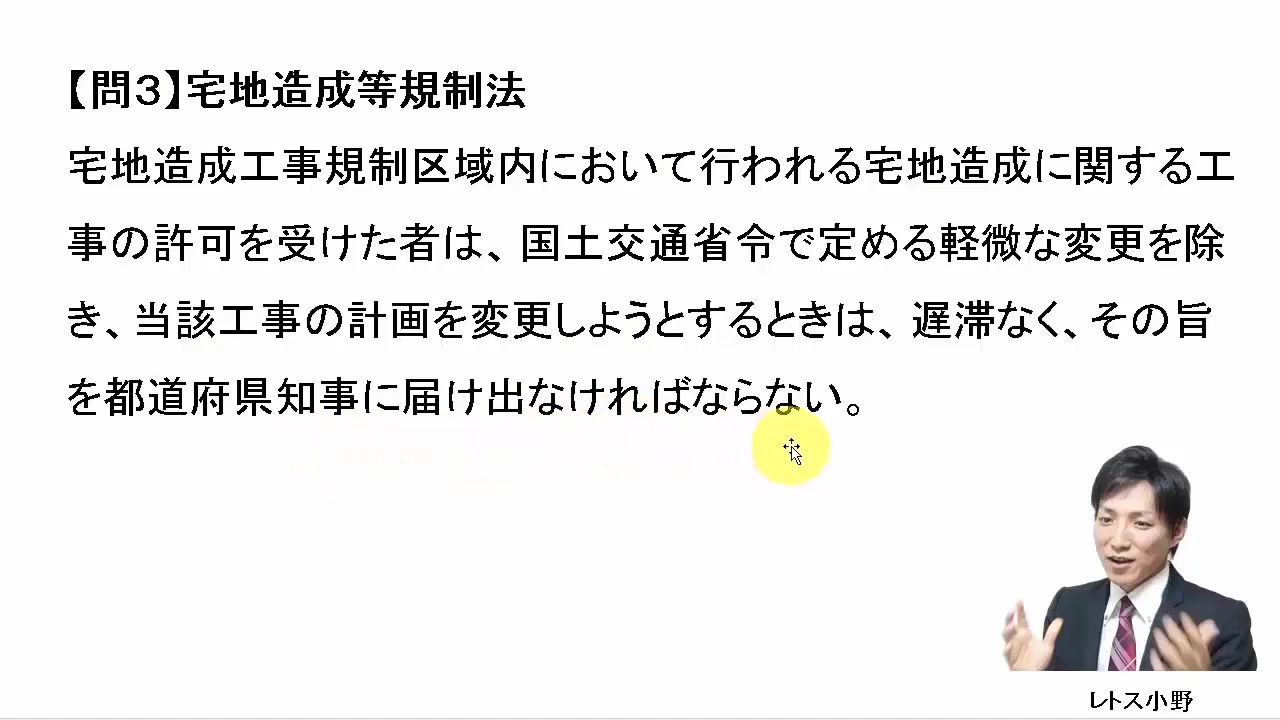 【問３】宅地造成等規制法
宅地造成工事規制区域内において行われる宅地造成に関する工
事の許可を受けた者は、国土交通省令で定める軽微な変更を除
き、当該工事の計画を変更しようとするときは、遅滞なく、その旨
を都道府県知事に届け出なければならない。
レトス小野